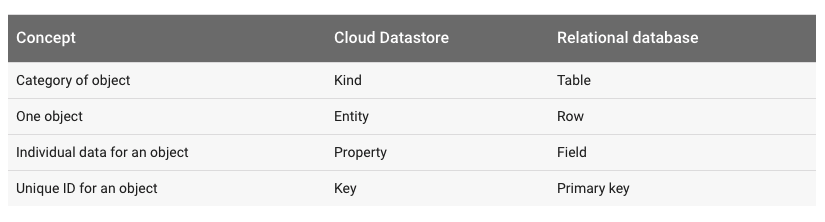 Concept Cloud Datastore Relational database
Category of object Kind Table
One object Entity Row
Individual data for an object Property Field
Unique ID for an object Key Primary key